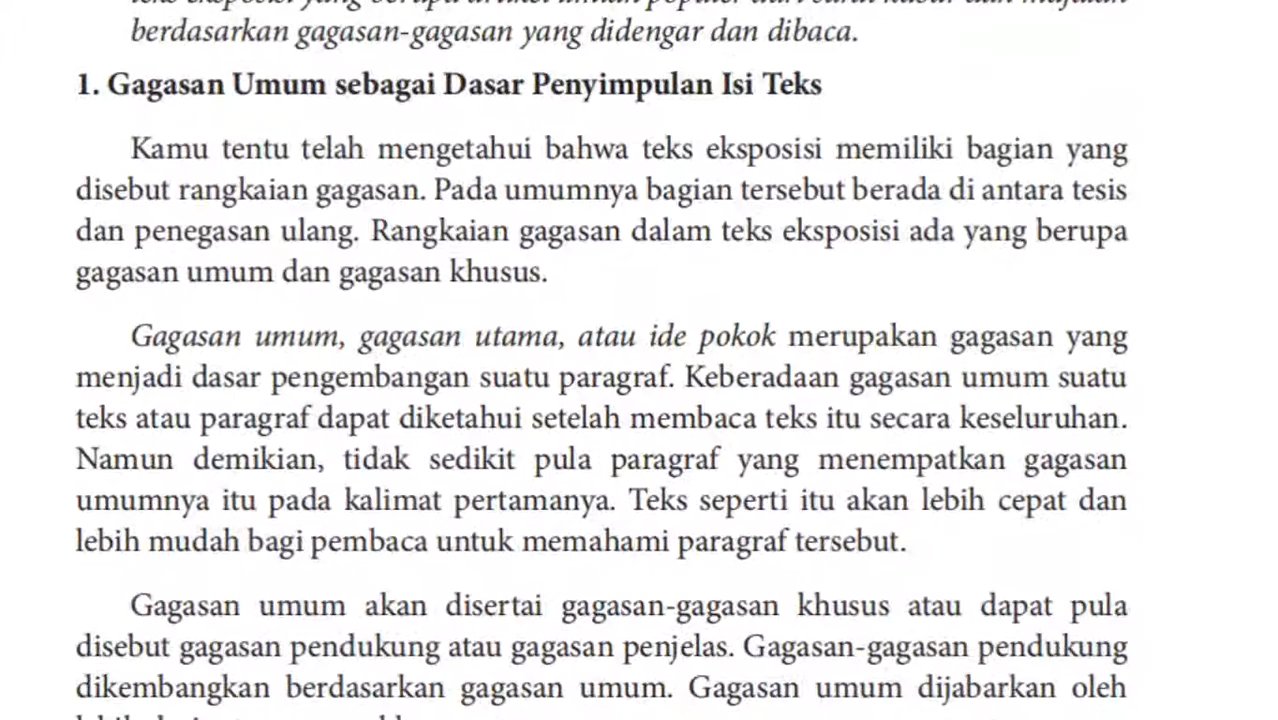 berdasarkan gagasan-gagasan yang didengar dan dibaca.
1. Gagasan Umum sebagai Dasar Penyimpulan Isi Teks
Kamu tentu telah mengetahui bahwa teks eksposisi memiliki bagian yang
disebut rangkaian gagasan. Pada umumnya bagian tersebut berada di antara tesis
dan penegasan ulang. Rangkaian gagasan dalam teks eksposisi ada yang berupa
gagasan umum dan gagasan khusus.
Gagasan umum, gagasan utama, atau ide pokok merupakan gagasan yang
menjadi dasar pengembangan suatu paragraf. Keberadaan gagasan umum suatu
teks atau paragraf dapat diketahui setelah membaca teks itu secara keseluruhan.
Namun demikian, tidak sedikit pula paragraf yang menempatkan gagasan
umumnya itu pada kalimat pertamanya. Teks seperti itu akan lebih cepat dan
lebih mudah bagi pembaca untuk memahami paragraf tersebut.
Gagasan umum akan disertai gagasan-gagasan khusus atau dapat pula
disebut gagasan pendukung atau gagasan penjelas. Gagasan-gagasan pendukung
dikembangkan berdasarkan gagasan umum. Gagasan umum dijabarkan oleh